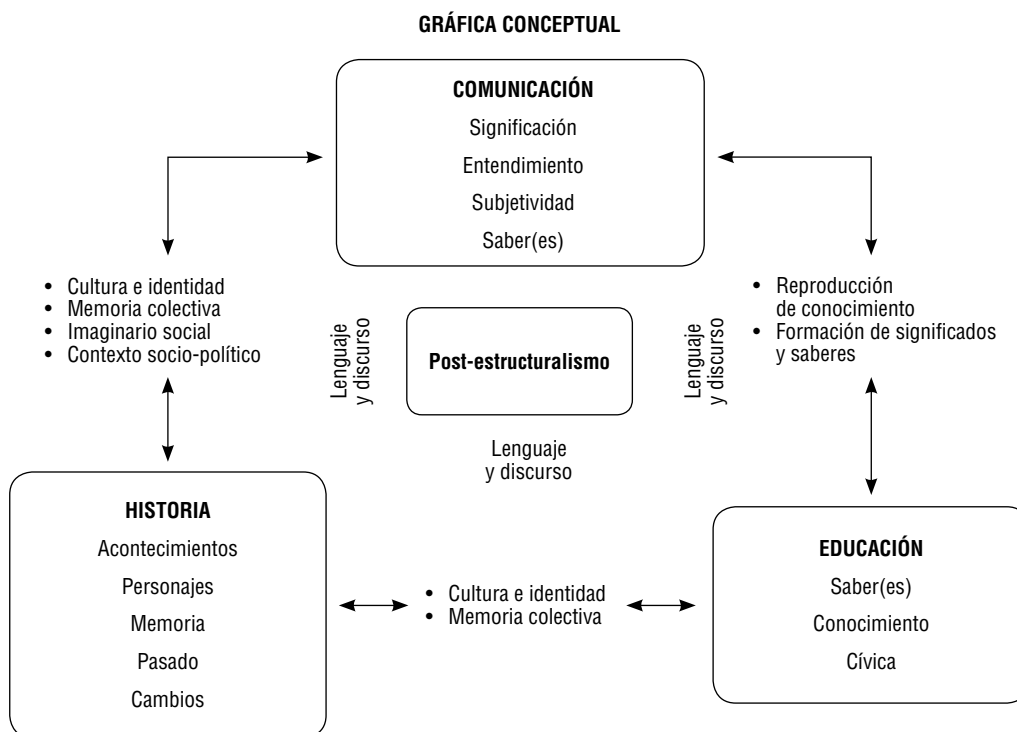 GRÁFICA CONCEPTUAL
COMUNICACIÓN
Significación
Entendimiento
Subjetividad
Saber(es)
• Cultura e identidad
• Memoria colectiva
• Imaginario social
• Contexto socio-político
Lenguaje
y discurso
Post-estructuralismo
Lenguaje
y discurso
• Reproducción
de conocimiento
• Formación de significados
y saberes
Lenguaje
y discurso
HISTORIA
Acontecimientos
Personajes
Memoria
Pasado
Cambios
• Cultura e identidad
• Memoria colectiva
EDUCACIÓN
Saber(es)
Conocimiento
Cívica